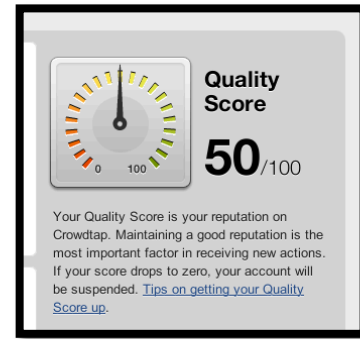 Quality
Score
50/100
0 100
Your Quality Score is your reputation on
Crowdtap. Maintaining a good reputation is the
most important factor in receiving new actions.
If your score drops to zero, your account will
be suspended. Tips on getting your Quality
Score up.